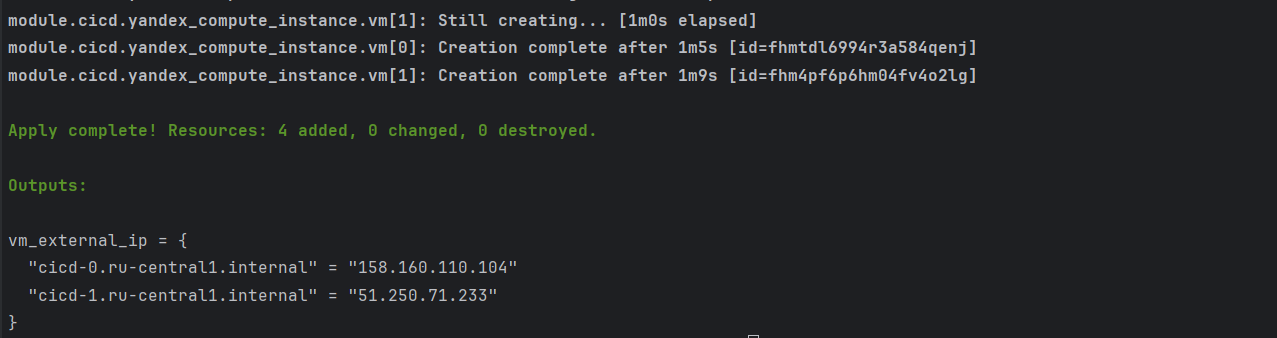 module.cicd.yandex_compute_instance.vm[1]: Still creating... [1m0s elapsed]
module.cicd.yandex_compute_instance.vm[0]: Creation complete after 1m5s [id=fhmtdl6994r3a584qenj]
module.cicd.yandex_compute_instance.vm[1]: Creation complete after 1m9s [id=fhm4pf6p6hm04fv4o2lg]
Apply complete! Resources: 4 added, 0 changed, 0 destroyed.
Outputs:
vm_external_ip = {
  "cicd-0.ru-central1.internal" = "158.160.110.104"
  "cicd-1.ru-central1.internal" = "51.250.71.233"
}